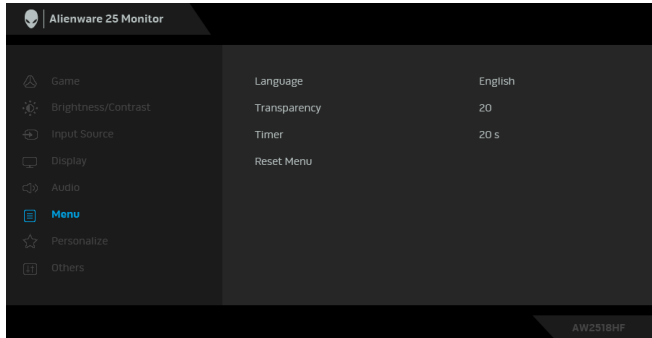 Alienware 25 Monitor
Game
Brightness/Contrast
Input Source
Display
Audio
Menu
Personalize
Others
Language English
Transparency 20
Timer 20 s
Reset Menu
AW2518HF